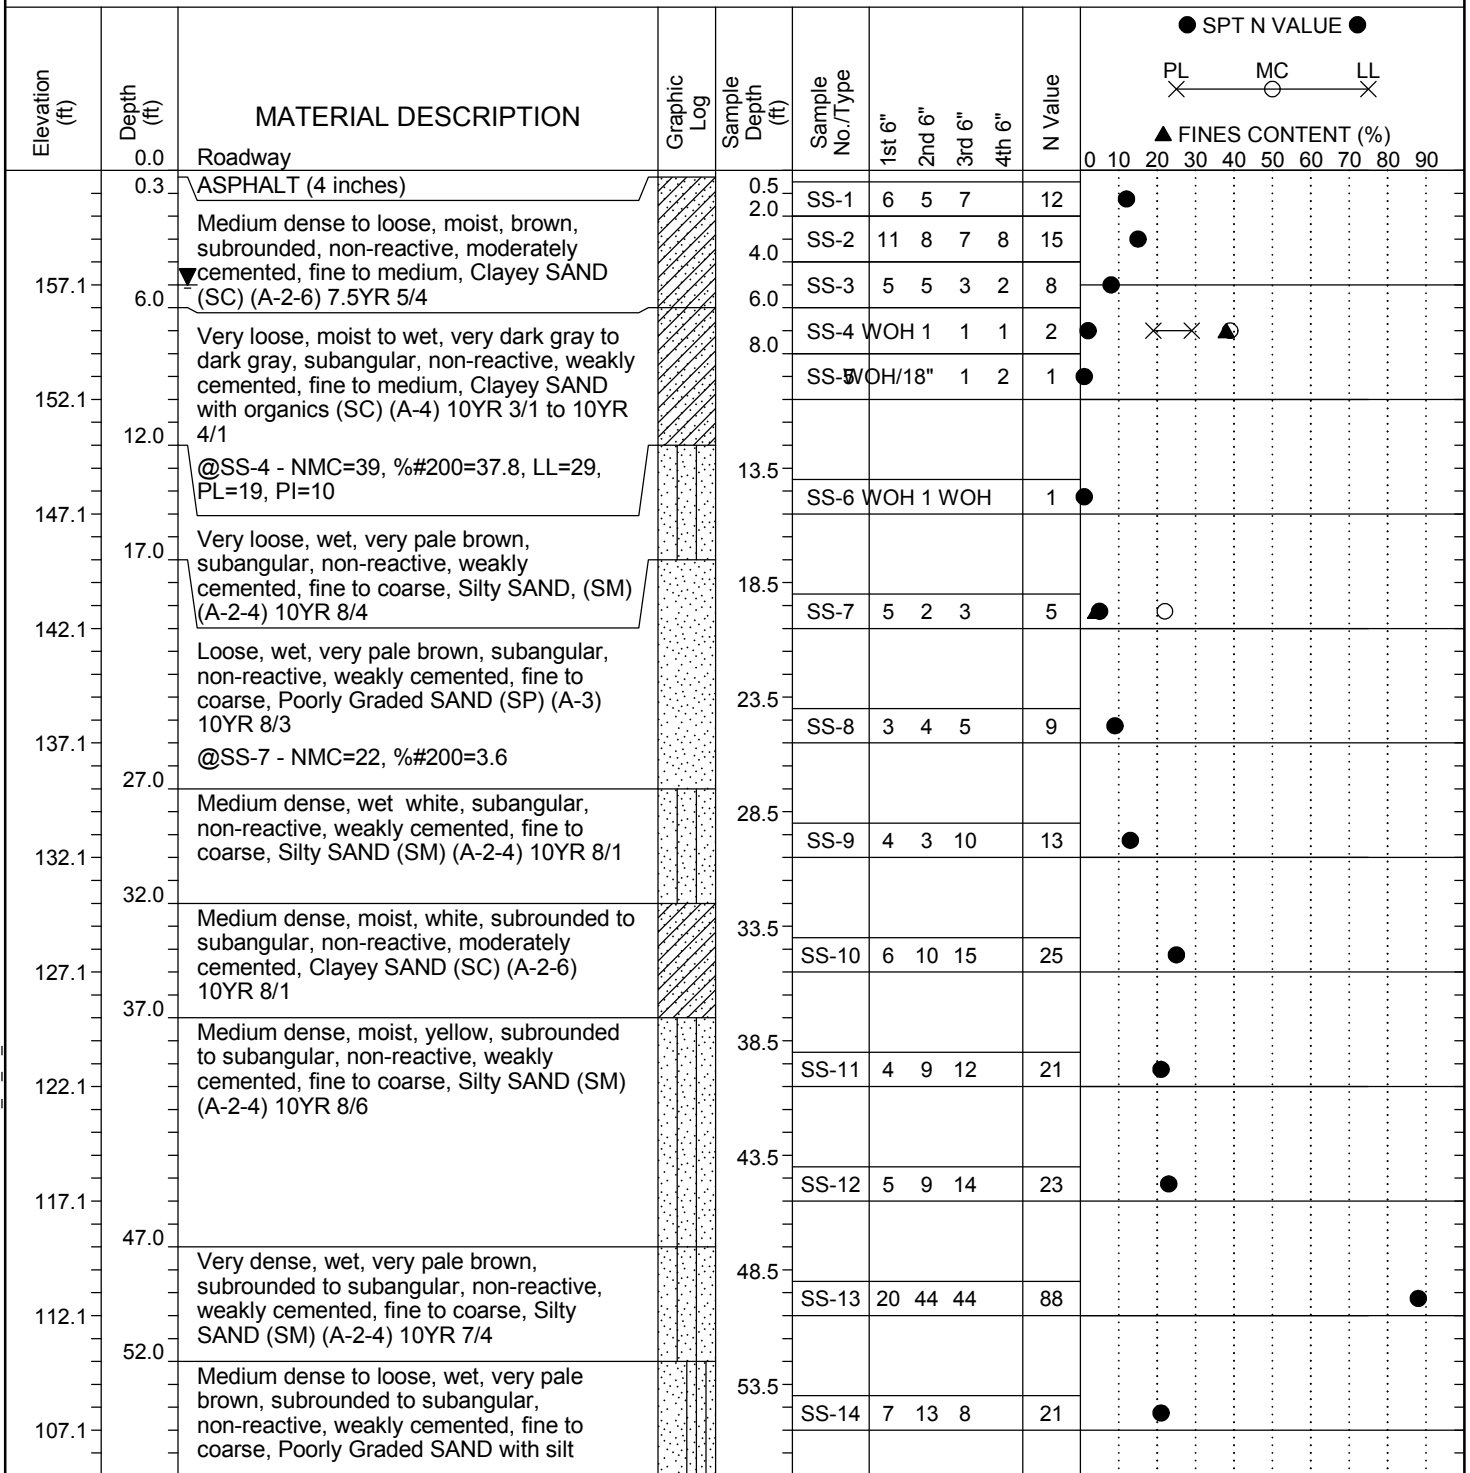 ● SPT N VALUE ●
PL MC LL
▲ FINES CONTENT (%)
0 10 20 30 40 50 60 70 80 90
Elevation (ft)
Depth (ft)
MATERIAL DESCRIPTION
Graphic Log
Sample Depth (ft)
Sample No./Type
1st 6"
2nd 6"
3rd 6"
4th 6"
N Value
0.0 Roadway
0.3 ASPHALT (4 inches)
0.5
SS-1 6 5 7 12
2.0
Medium dense to loose, moist, brown,
subrounded, non-reactive, moderately
cemented, fine to medium, Clayey SAND
(SC) (A-2-6) 7.5YR 5/4
SS-2 11 8 7 8 15
4.0
157.1
SS-3 5 5 3 2 8
6.0
6.0
Very loose, moist to wet, very dark gray to
dark gray, subangular, non-reactive, weakly
cemented, fine to medium, Clayey SAND
with organics (SC) (A-4) 10YR 3/1 to 10YR
4/1
SS-4 WOH 1 1 1 2
8.0
SS-5 WOH/18" 1 2 1
152.1
12.0
@SS-4 - NMC=39, %#200=37.8, LL=29,
PL=19, PI=10
13.5
SS-6 WOH 1 WOH 1
147.1
17.0
Very loose, wet, very pale brown,
subangular, non-reactive, weakly
cemented, fine to coarse, Silty SAND, (SM)
(A-2-4) 10YR 8/4
18.5
SS-7 5 2 3 5
142.1
Loose, wet, very pale brown, subangular,
non-reactive, weakly cemented, fine to
coarse, Poorly Graded SAND (SP) (A-3)
10YR 8/3
23.5
SS-8 3 4 5 9
137.1
@SS-7 - NMC=22, %#200=3.6
27.0
Medium dense, wet white, subangular,
non-reactive, weakly cemented, fine to
coarse, Silty SAND (SM) (A-2-4) 10YR 8/1
28.5
SS-9 4 3 10 13
132.1
32.0
Medium dense, moist, white, subrounded to
subangular, non-reactive, moderately
cemented, Clayey SAND (SC) (A-2-6)
10YR 8/1
33.5
SS-10 6 10 15 25
127.1
37.0
Medium dense, moist, yellow, subrounded
to subangular, non-reactive, weakly
cemented, fine to coarse, Silty SAND (SM)
(A-2-4) 10YR 8/6
38.5
SS-11 4 9 12 21
122.1
43.5
SS-12 5 9 14 23
117.1
47.0
Very dense, wet, very pale brown,
subrounded to subangular, non-reactive,
weakly cemented, fine to coarse, Silty
SAND (SM) (A-2-4) 10YR 7/4
48.5
SS-13 20 44 44 88
112.1
52.0
Medium dense to loose, wet, very pale
brown, subrounded to subangular,
non-reactive, weakly cemented, fine to
coarse, Poorly Graded SAND with silt
53.5
SS-14 7 13 8 21
107.1